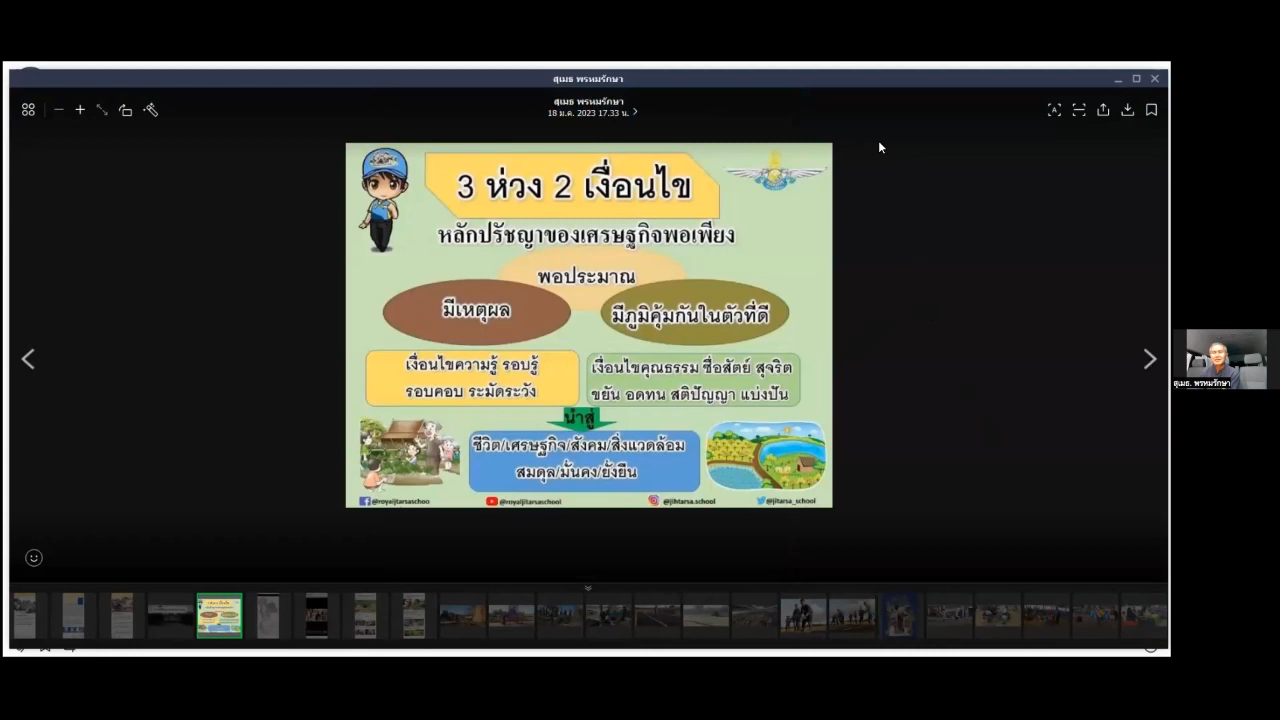 สุเมธ พรหมรักษา
สุเมธ พรหมรักษา
18 ม.ค. 2023 17.33 น.
3 ห่วง 2 เงื่อนไข
หลักปรัชญาของเศรษฐกิจพอเพียง
พอประมาณ
มีเหตุผล
มีภูมิคุ้มกันในตัวที่ดี
เงื่อนไขความรู้ รอบรู้
รอบคอบ ระมัดระวัง
เงื่อนไขคุณธรรม ซื่อสัตย์ สุจริต
ขยัน อดทน สติปัญญา แบ่งปัน
นำสู่
ชีวิต/เศรษฐกิจ/สังคม/สิ่งแวดล้อม
สมดุล/มั่นคง/ยั่งยืน
@royaljitarsaschoo
@royaljitarsaschool
@jihtarsa.school
@jitarsa_school
สุเมธ. พรหมรักษา